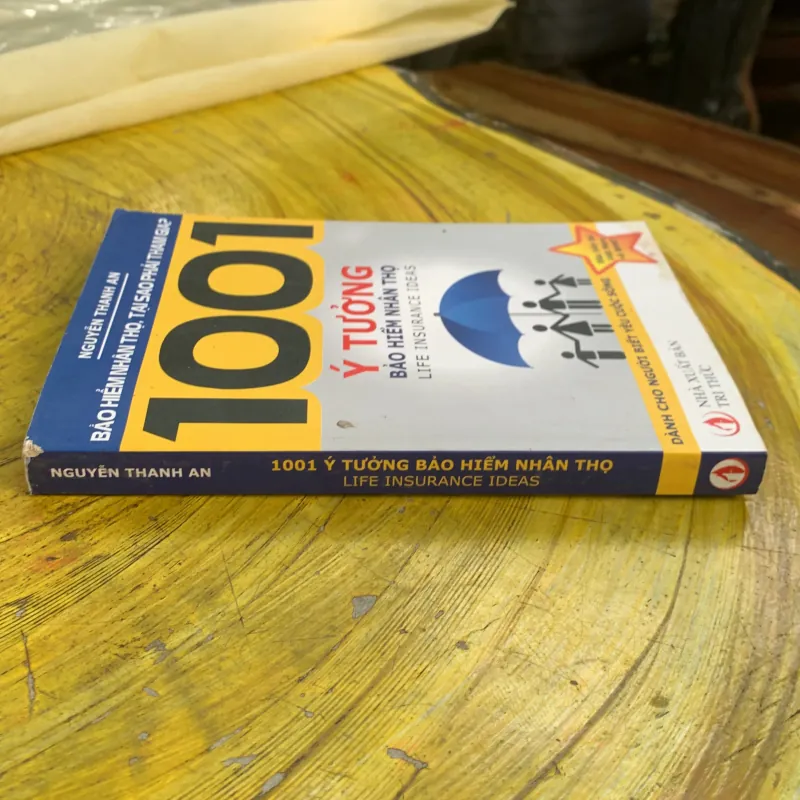 NGUYỄN THANH AN
BẢO HIỂM NHÂN THỌ, TẠI SAO PHẢI THAM GIA?
1001
Ý TƯỞNG
BẢO HIỂM NHÂN THỌ
LIFE INSURANCE IDEAS
DÀNH CHO NGƯỜI BIẾT YÊU CUỘC SỐNG
NHÀ XUẤT BẢN
TRI THỨC
NGUYỄN THANH AN
1001 Ý TƯỞNG BẢO HIỂM NHÂN THỌ
LIFE INSURANCE IDEAS